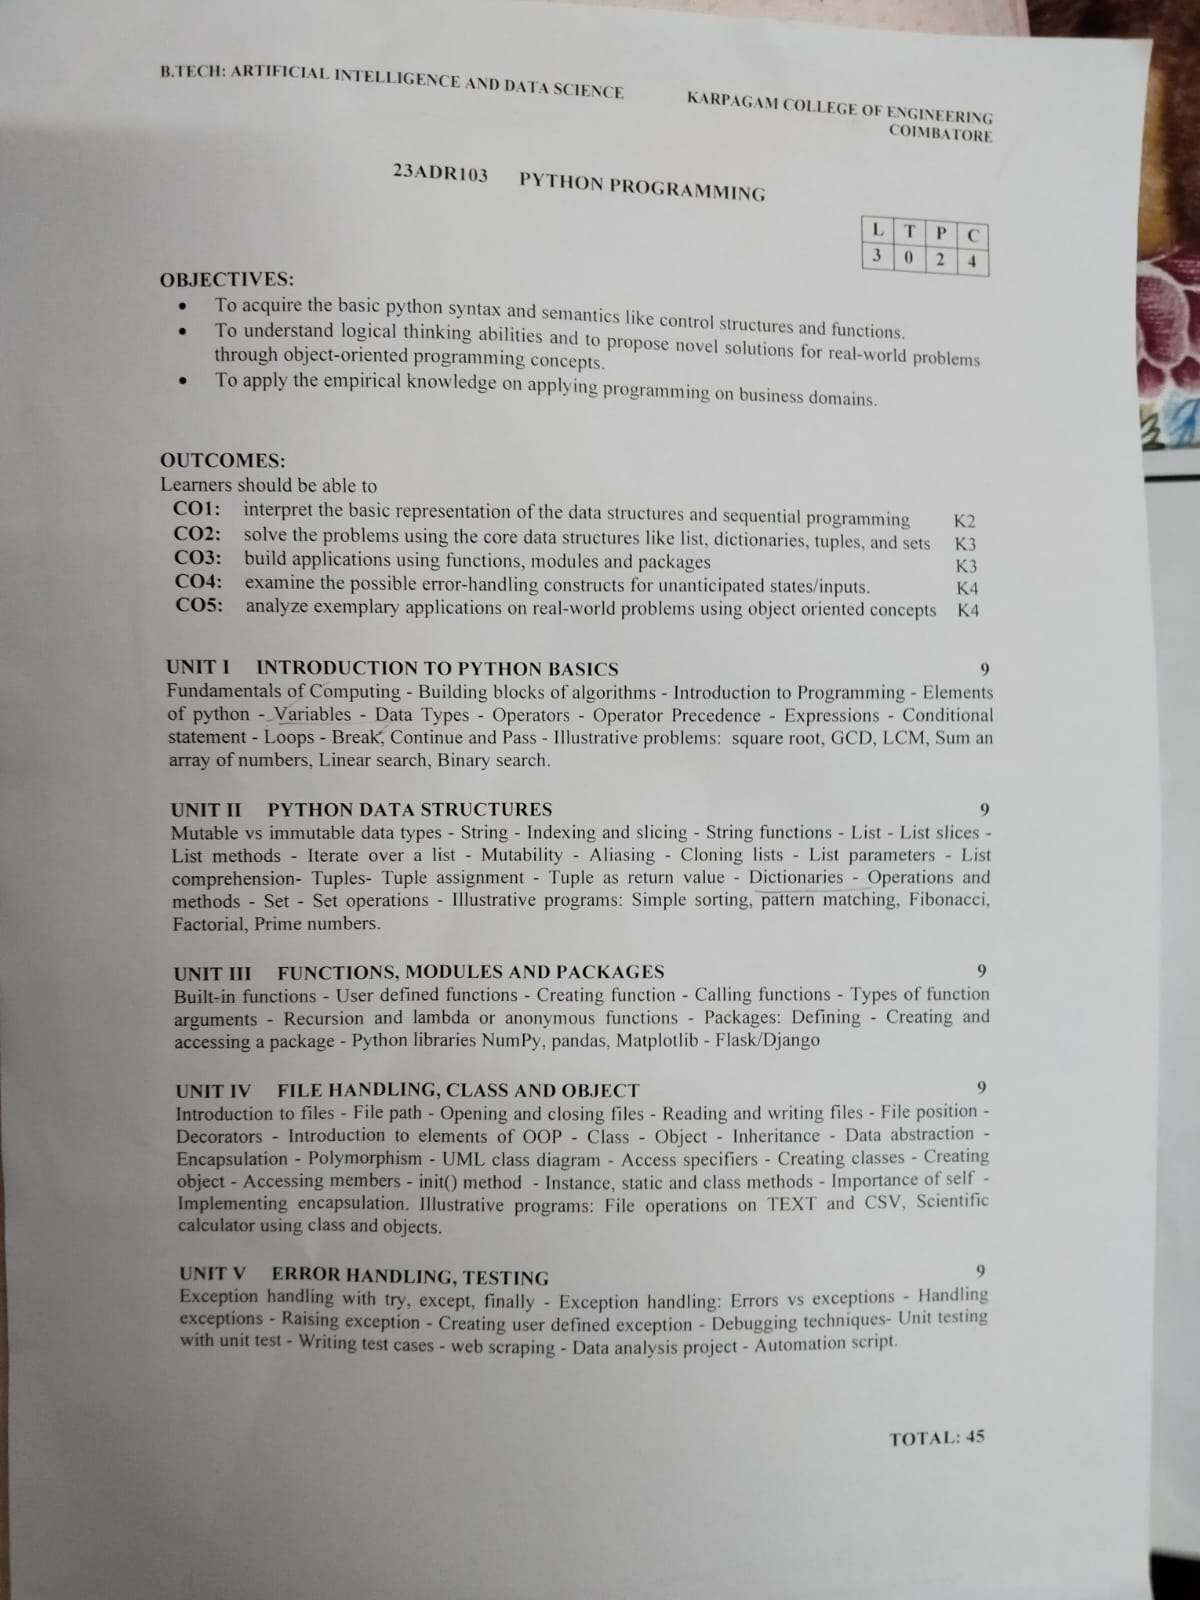 B.TECH: ARTIFICIAL INTELLIGENCE AND DATA SCIENCE KARPAGAM COLLEGE OF ENGINEERING
COIMBATORE
23ADR103 PYTHON PROGRAMMING
L T P C
3 0 2 4
OBJECTIVES:
• To acquire the basic python syntax and semantics like control structures and functions.
• To understand logical thinking abilities and to propose novel solutions for real-world problems
through object-oriented programming concepts.
• To apply the empirical knowledge on applying programming on business domains.
OUTCOMES:
Learners should be able to
CO1: interpret the basic representation of the data structures and sequential programming K2
CO2: solve the problems using the core data structures like list, dictionaries, tuples, and sets K3
CO3: build applications using functions, modules and packages K3
CO4: examine the possible error-handling constructs for unanticipated states/inputs. K4
CO5: analyze exemplary applications on real-world problems using object oriented concepts K4
UNIT I INTRODUCTION TO PYTHON BASICS 9
Fundamentals of Computing - Building blocks of algorithms - Introduction to Programming - Elements
of python - Variables - Data Types - Operators - Operator Precedence - Expressions - Conditional
statement - Loops - Break, Continue and Pass - Illustrative problems: square root, GCD, LCM, Sum an
array of numbers, Linear search, Binary search.
UNIT II PYTHON DATA STRUCTURES 9
Mutable vs immutable data types - String - Indexing and slicing - String functions - List - List slices -
List methods - Iterate over a list - Mutability - Aliasing - Cloning lists - List parameters - List
comprehension- Tuples- Tuple assignment - Tuple as return value - Dictionaries - Operations and
methods - Set - Set operations - Illustrative programs: Simple sorting, pattern matching, Fibonacci,
Factorial, Prime numbers.
UNIT III FUNCTIONS, MODULES AND PACKAGES 9
Built-in functions - User defined functions - Creating function - Calling functions - Types of function
arguments - Recursion and lambda or anonymous functions - Packages: Defining - Creating and
accessing a package - Python libraries NumPy, pandas, Matplotlib - Flask/Django
UNIT IV FILE HANDLING, CLASS AND OBJECT 9
Introduction to files - File path - Opening and closing files - Reading and writing files - File position -
Decorators - Introduction to elements of OOP - Class - Object - Inheritance - Data abstraction -
Encapsulation - Polymorphism - UML class diagram - Access specifiers - Creating classes - Creating
object - Accessing members - init() method - Instance, static and class methods - Importance of self -
Implementing encapsulation. Illustrative programs: File operations on TEXT and CSV, Scientific
calculator using class and objects.
UNIT V ERROR HANDLING, TESTING 9
Exception handling with try, except, finally - Exception handling: Errors vs exceptions - Handling
exceptions - Raising exception - Creating user defined exception - Debugging techniques- Unit testing
with unit test - Writing test cases - web scraping - Data analysis project - Automation script.
TOTAL: 45